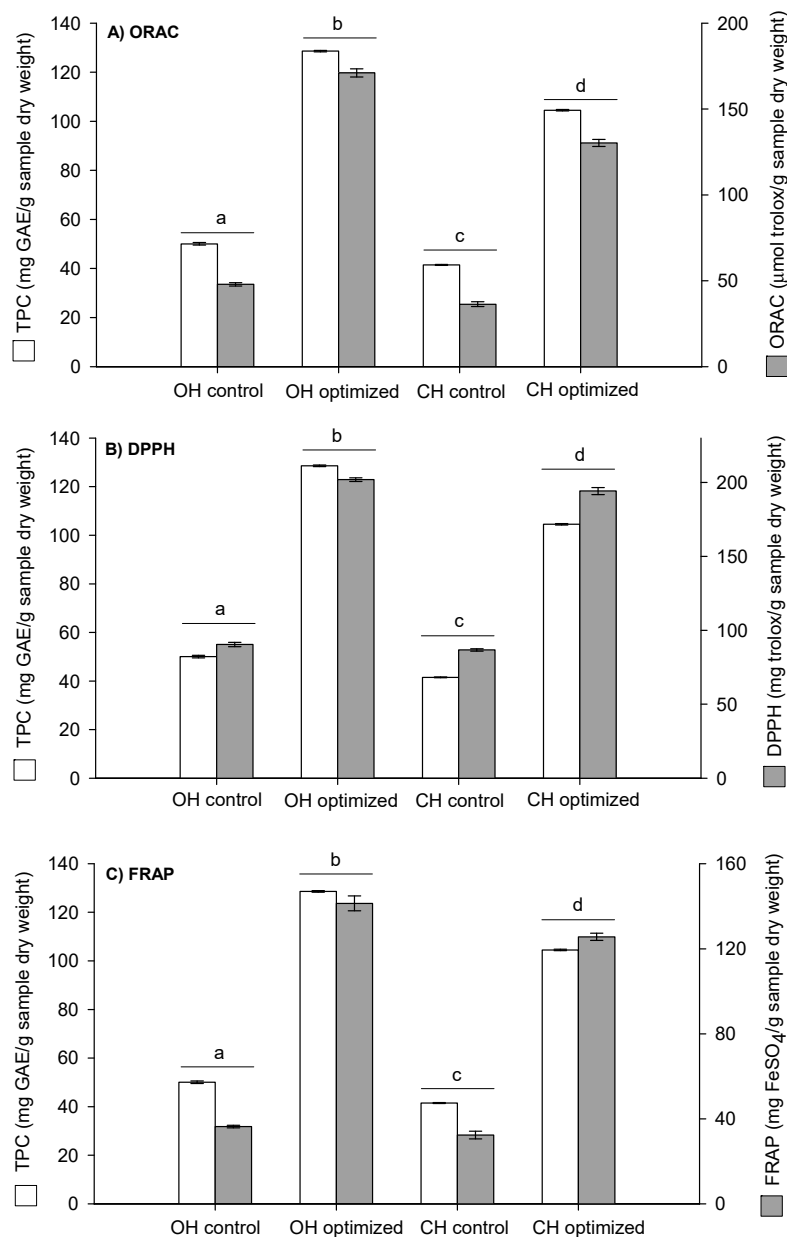 A) ORAC
TPC (mg GAE/g sample dry weight)
140
120
100
80
60
40
20
0
a
b
c
d
200
150
100
50
0
ORAC (µmol trolox/g sample dry weight)
OH control OH optimized CH control CH optimized
B) DPPH
TPC (mg GAE/g sample dry weight)
140
120
100
80
60
40
20
0
a
b
c
d
200
150
100
50
0
DPPH (mg trolox/g sample dry weight)
OH control OH optimized CH control CH optimized
C) FRAP
TPC (mg GAE/g sample dry weight)
140
120
100
80
60
40
20
0
a
b
c
d
160
120
80
40
0
FRAP (mg FeSO₄/g sample dry weight)
OH control OH optimized CH control CH optimized